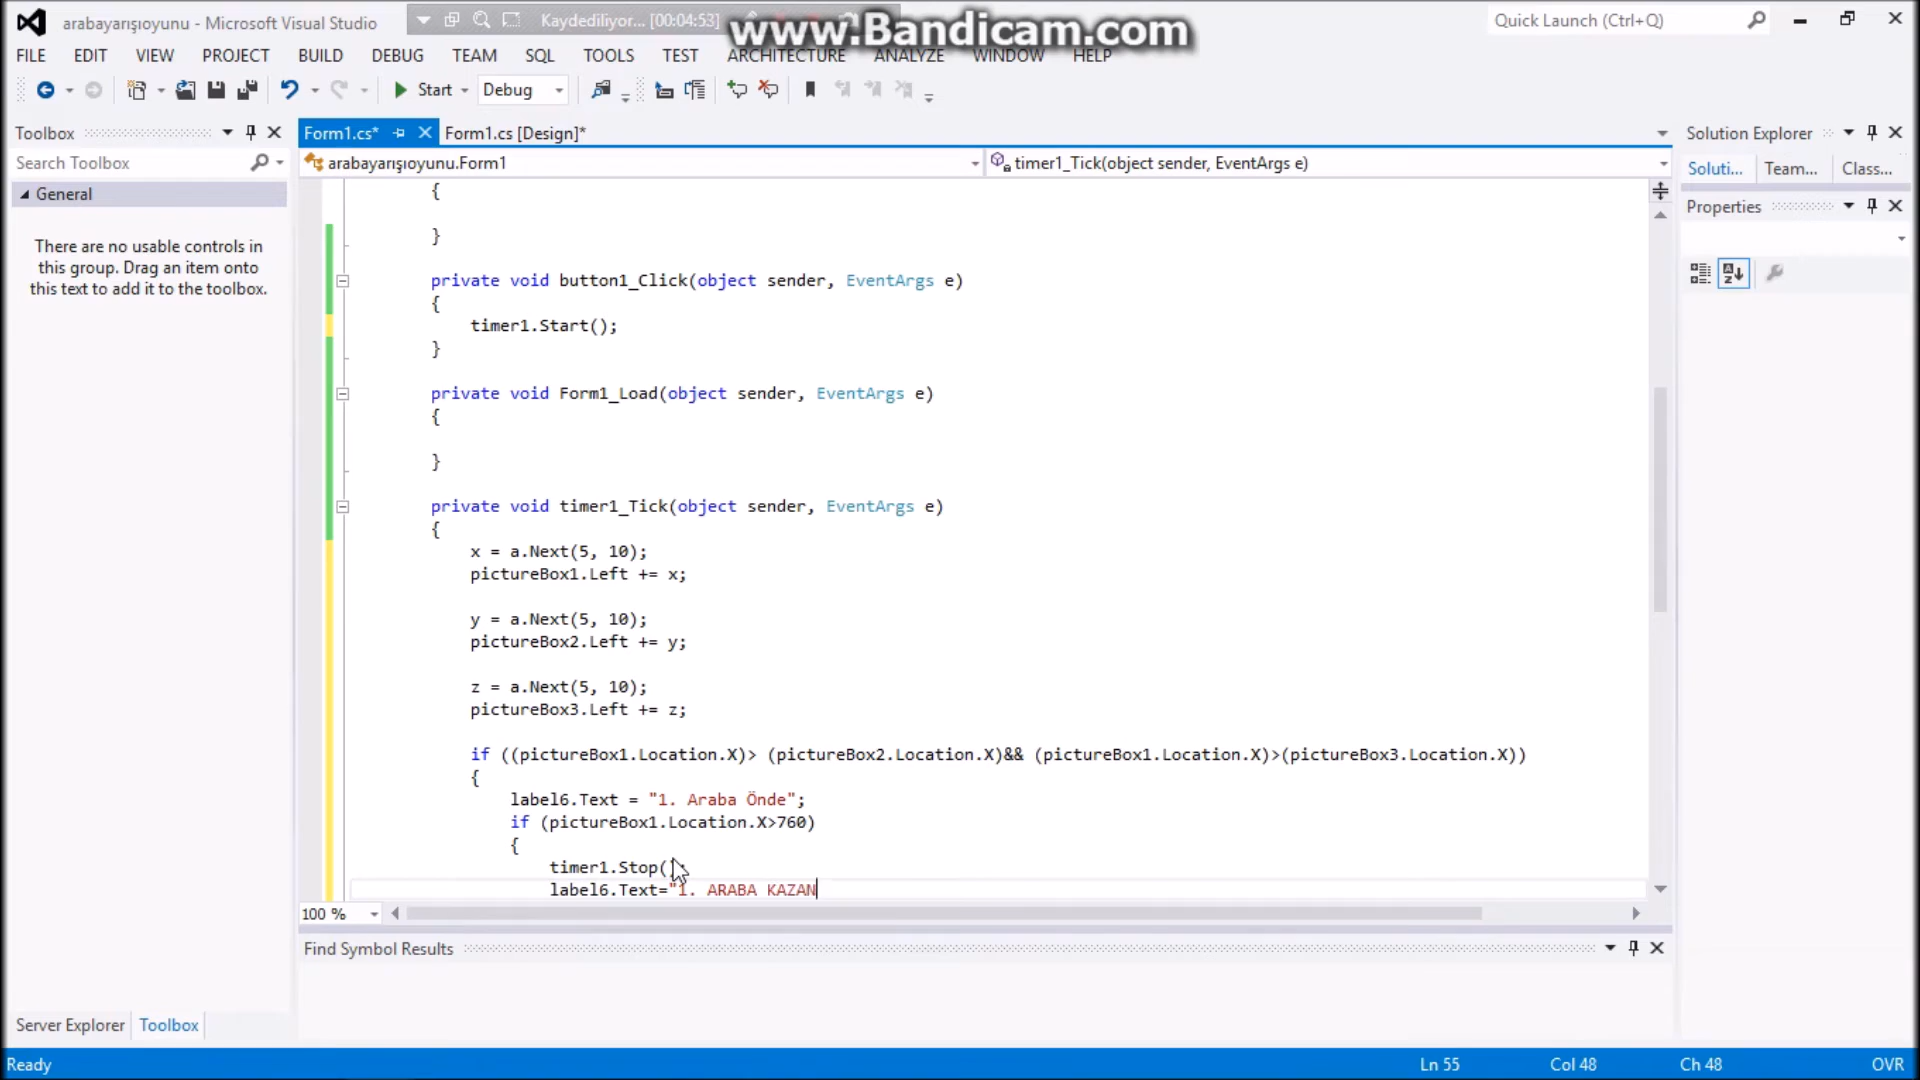 arabayarışıoyunu - Microsoft Visual Studio
Kaydediliyor... [00:04:53]
www.Bandicam.com
Quick Launch (Ctrl+Q)
FILE EDIT VIEW PROJECT BUILD DEBUG TEAM SQL TOOLS TEST ARCHITECTURE ANALYZE WINDOW HELP
Start Debug
Toolbox
Form1.cs* Form1.cs [Design]*
Solution Explorer
Search Toolbox
arabayarışıoyunu.Form1
timer1_Tick(object sender, EventArgs e)
Soluti... Team... Class...
General
Properties
There are no usable controls in
this group. Drag an item onto
this text to add it to the toolbox.
{
}
private void button1_Click(object sender, EventArgs e)
{
timer1.Start();
}
private void Form1_Load(object sender, EventArgs e)
{
}
private void timer1_Tick(object sender, EventArgs e)
{
x = a.Next(5, 10);
pictureBox1.Left += x;
y = a.Next(5, 10);
pictureBox2.Left += y;
z = a.Next(5, 10);
pictureBox3.Left += z;
if ((pictureBox1.Location.X)> (pictureBox2.Location.X)&& (pictureBox1.Location.X)>(pictureBox3.Location.X))
{
label6.Text = "1. Araba Önde";
if (pictureBox1.Location.X>760)
{
timer1.Stop();
label6.Text="1. ARABA KAZAN
100 %
Find Symbol Results
Server Explorer Toolbox
Ready
Ln 55 Col 48 Ch 48 OVR